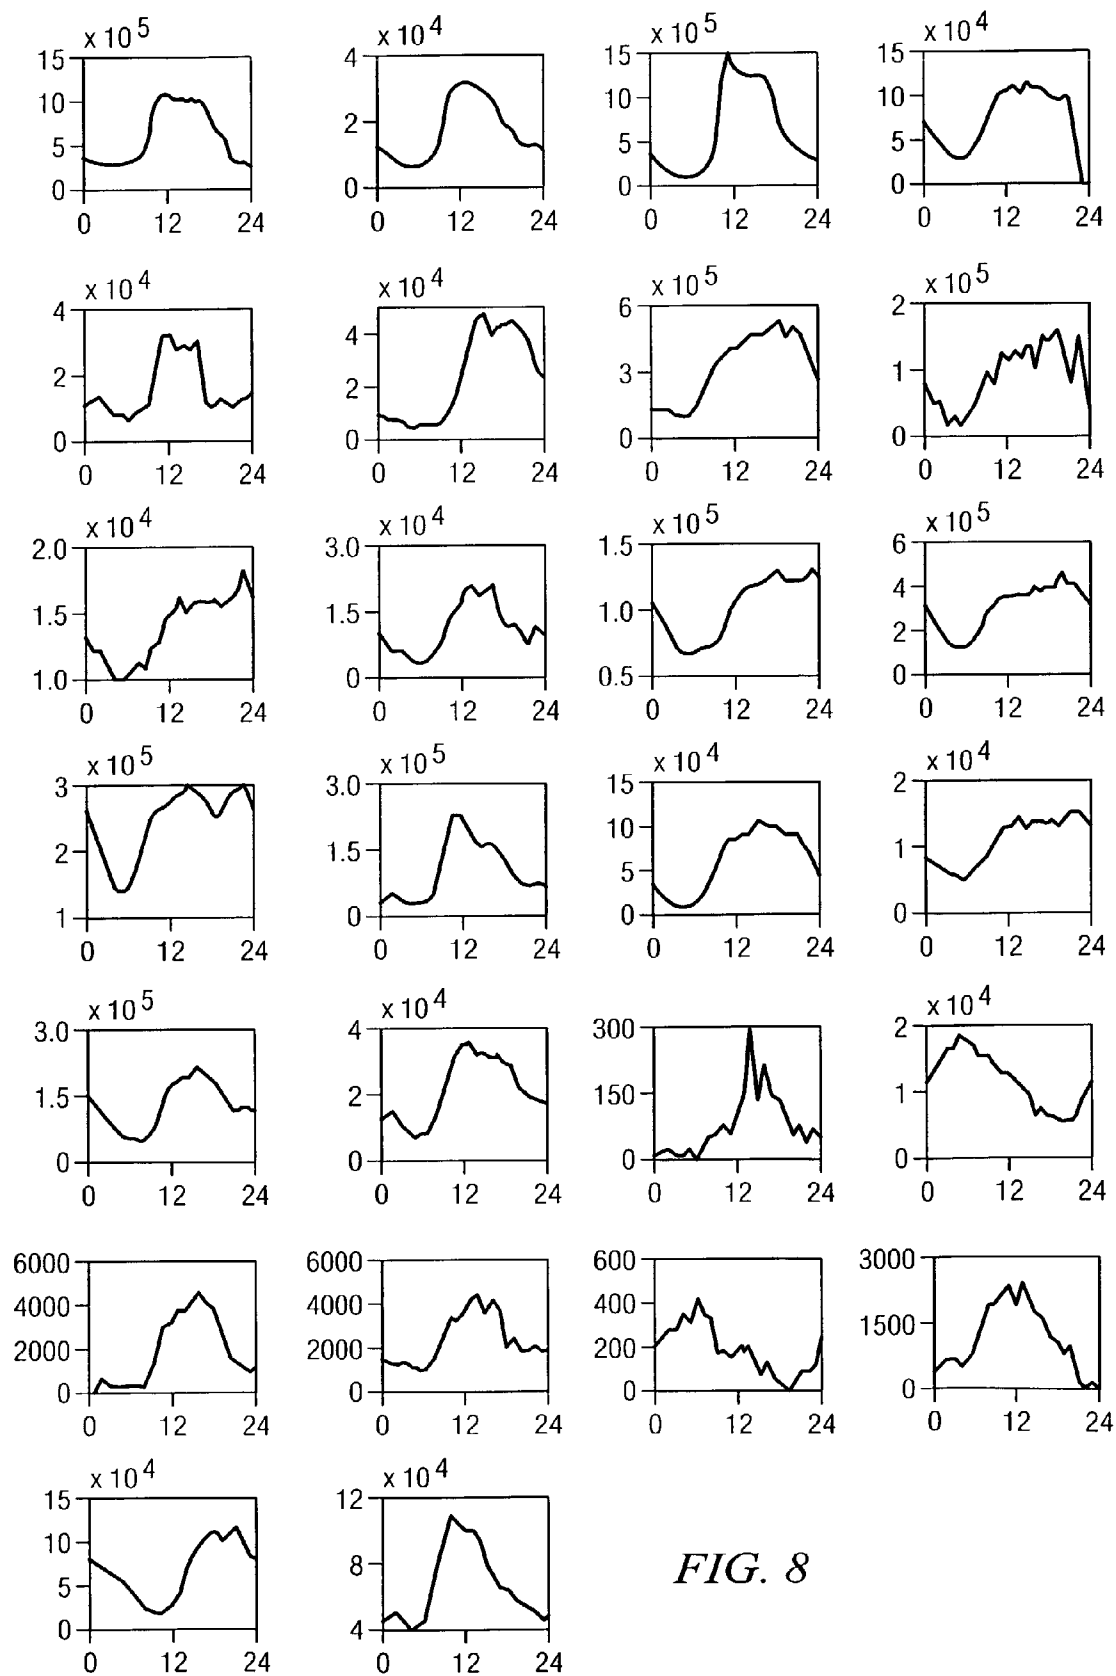 x 10^5 x 10^4 x 10^5 x 10^4
15 4 15 15
10 2 10 10
5 0 5 5
0 0 0
0 12 24 0 12 24 0 12 24 0 12 24
x 10^4 x 10^4 x 10^5 x 10^5
4 4 6 2
2 2 3 1
0 0 0 0
0 12 24 0 12 24 0 12 24 0 12 24
x 10^4 x 10^4 x 10^5 x 10^5
2.0 3.0 1.5 6
1.5 1.5 1.0 4
1.0 0 0.5 2
0
0 12 24 0 12 24 0 12 24 0 12 24
x 10^5 x 10^5 x 10^4 x 10^4
3 3.0 15 2
2 1.5 10 1
1 0 5 0
0
0 12 24 0 12 24 0 12 24 0 12 24
x 10^5 x 10^4 x 10^4
3.0 4 300 2
1.5 2 150 1
0 0 0 0
0 12 24 0 12 24 0 12 24 0 12 24
6000 6000 600 3000
4000 4000 400 1500
2000 2000 200 0
0 0 0
0 12 24 0 12 24 0 12 24 0 12 24
x 10^4 x 10^4
15 12
10 8
5 4
0
0 12 24 0 12 24
FIG. 8